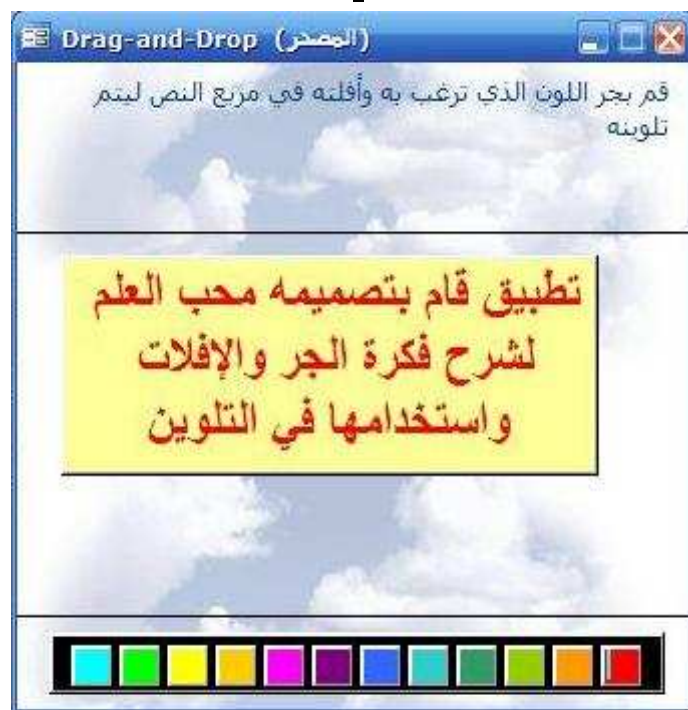 Drag-and-Drop (المصدر)
قم بجر اللون الذي ترغب به وأفلته في مربع النص ليتم
تلوينه
تطبيق قام بتصميمه محب العلم
لشرح فكرة الجر والإفلات
واستخدامها في التلوين